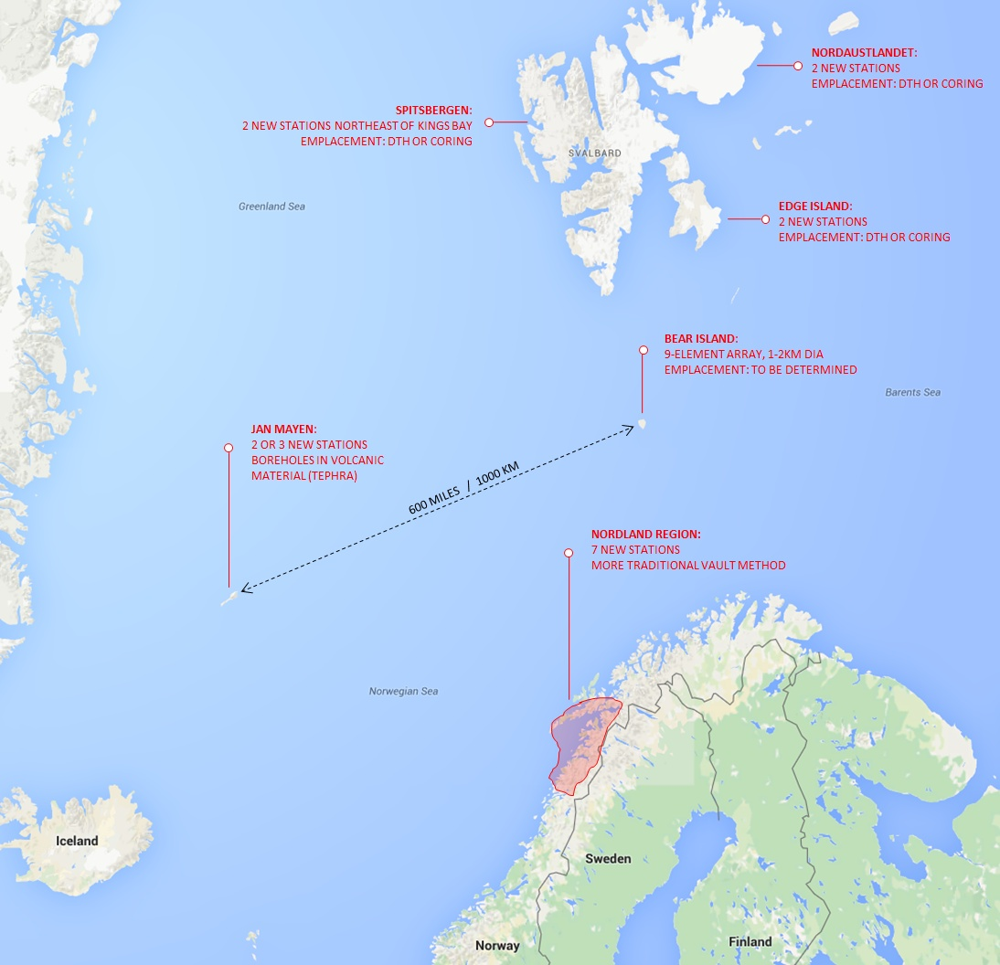 NORDAUSTLANDET:
2 NEW STATIONS
EMPLACEMENT: DTH OR CORING
SPITSBERGEN:
2 NEW STATIONS NORTHEAST OF KINGS BAY
EMPLACEMENT: DTH OR CORING
SVALBARD
Greenland Sea
EDGE ISLAND:
2 NEW STATIONS
EMPLACEMENT: DTH OR CORING
BEAR ISLAND:
9-ELEMENT ARRAY, 1-2KM DIA
EMPLACEMENT: TO BE DETERMINED
Barents Sea
JAN MAYEN:
2 OR 3 NEW STATIONS
BOREHOLES IN VOLCANIC
MATERIAL (TEPHRA)
600 MILES / 1000 KM
NORDLAND REGION:
7 NEW STATIONS
MORE TRADITIONAL VAULT METHOD
Norwegian Sea
Iceland
Sweden
Norway
Finland